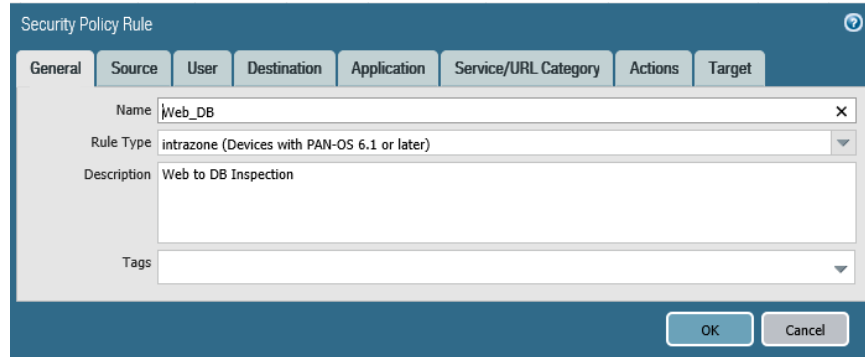 Security Policy Rule
General Source User Destination Application Service/URL Category Actions Target
Name Web_DB
Rule Type intrazone (Devices with PAN-OS 6.1 or later)
Description Web to DB Inspection
Tags
OK Cancel